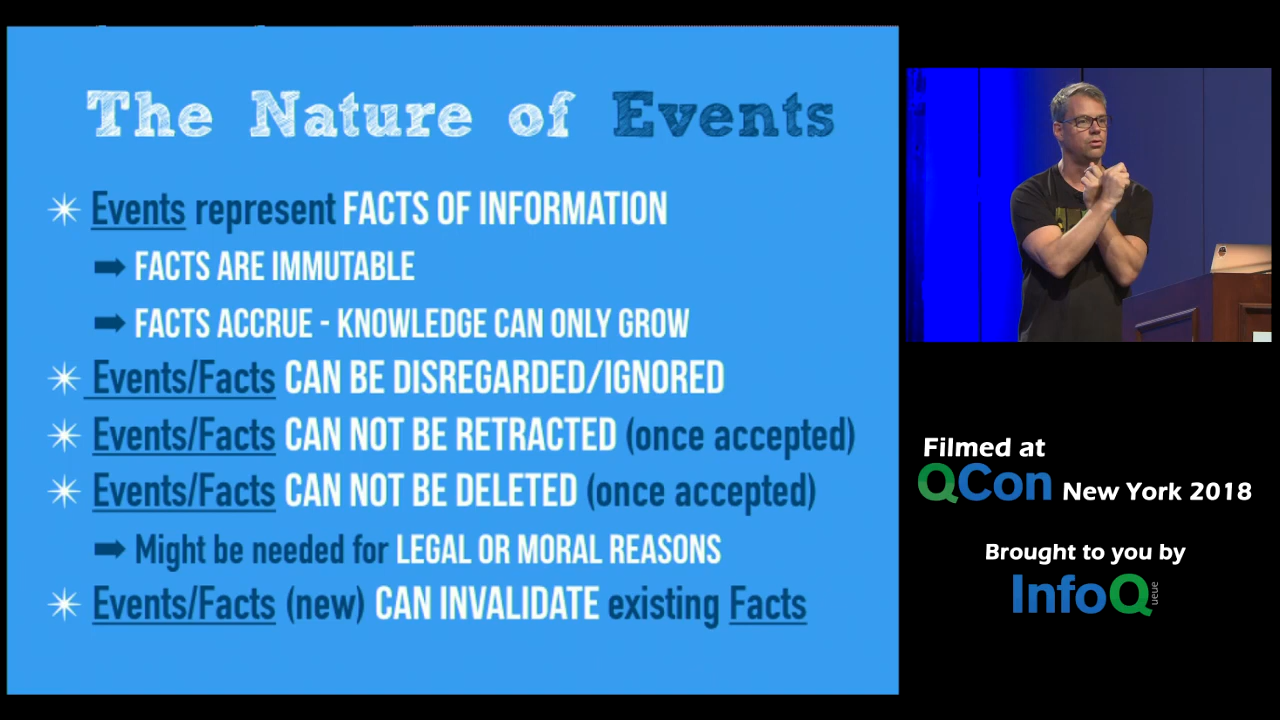 The Nature of Events
Events represent FACTS OF INFORMATION
FACTS ARE IMMUTABLE
FACTS ACCRUE - KNOWLEDGE CAN ONLY GROW
Events/Facts CAN BE DISREGARDED/IGNORED
Events/Facts CAN NOT BE RETRACTED (once accepted)
Events/Facts CAN NOT BE DELETED (once accepted)
Might be needed for LEGAL OR MORAL REASONS
Events/Facts (new) CAN INVALIDATE existing Facts
Filmed at
QCon New York 2018
Brought to you by
InfoQueue